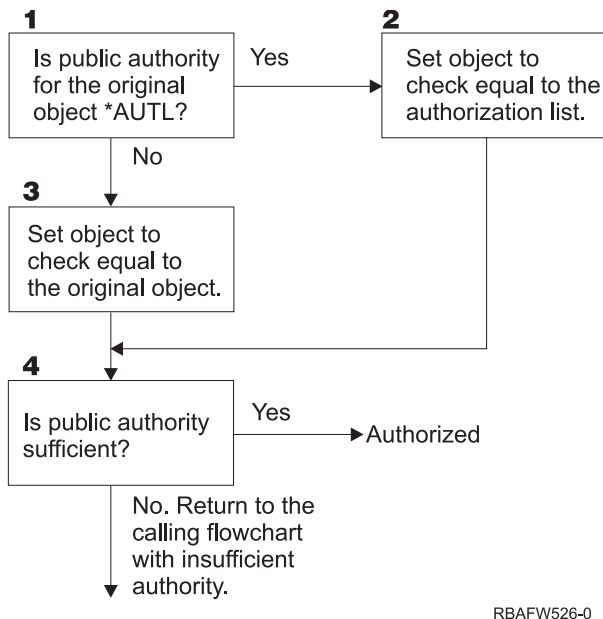 1
Is public authority
for the original
object *AUTL?
Yes
2
Set object to
check equal to the
authorization list.
No
3
Set object to
check equal to
the original object.
4
Is public authority
sufficient?
Yes
Authorized
No. Return to the
calling flowchart
with insufficient
authority.
RBAFW526-0